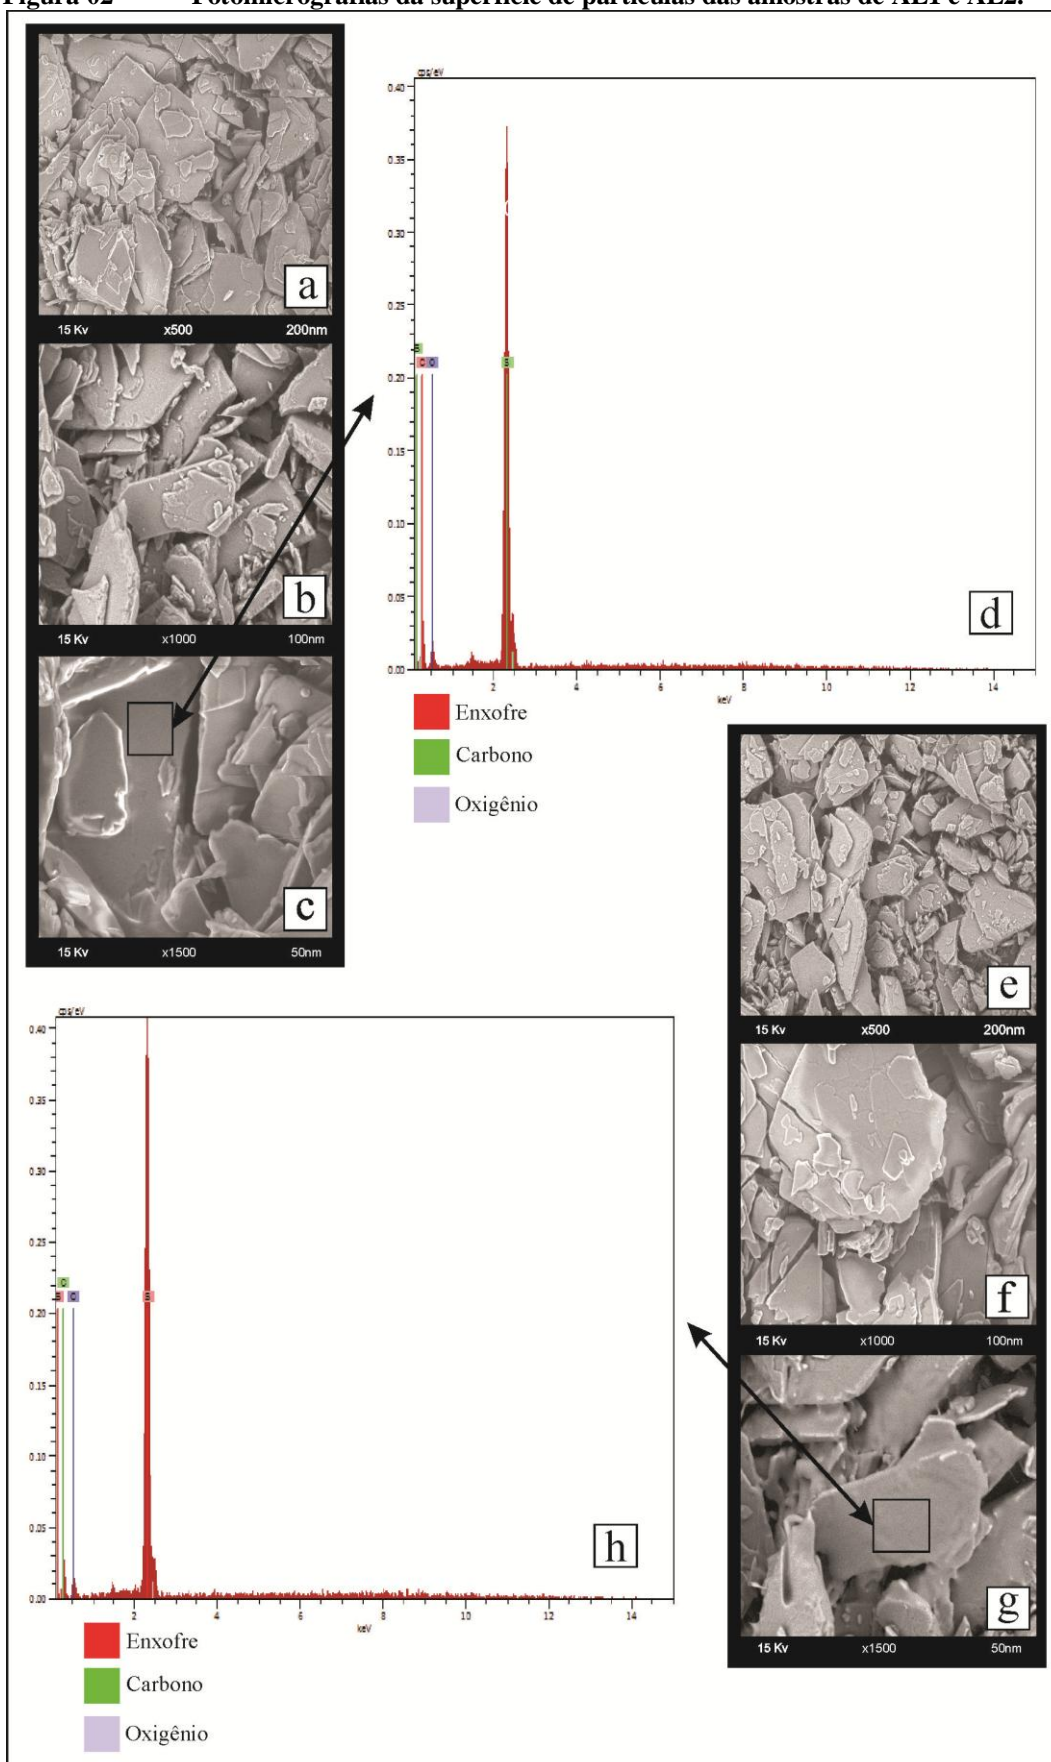 Figura 02 Fotomicrografias da superfície de partículas das amostras de AE1 e AE2.
a
15 Kv x500 200nm
b
15 Kv x1000 100nm
c
15 Kv x1500 50nm
cps/eV
0.40
0.35
0.30
0.25
0.20
0.15
0.10
0.05
0.00
S
C O
S
2 4 6 8 10 12 14
keV
d
Enxofre
Carbono
Oxigênio
e
15 Kv x500 200nm
f
15 Kv x1000 100nm
g
15 Kv x1500 50nm
cps/eV
0.40
0.35
0.30
0.25
0.20
0.15
0.10
0.05
0.00
C
S O
S
2 4 6 8 10 12 14
keV
h
Enxofre
Carbono
Oxigênio